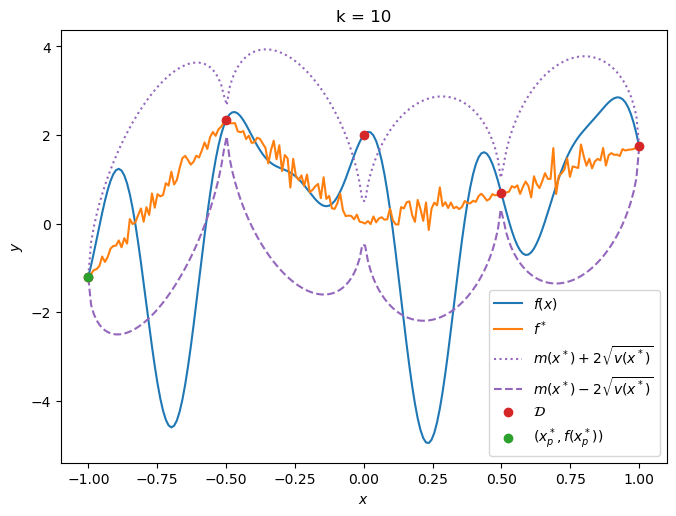 k = 10
4
2
0
−2
−4
y
−1.00 −0.75 −0.50 −0.25 0.00 0.25 0.50 0.75 1.00
x
f(x)
f*
m(x*) + 2√v(x*)
m(x*) − 2√v(x*)
𝒟
(x*ₚ, f(x*ₚ))